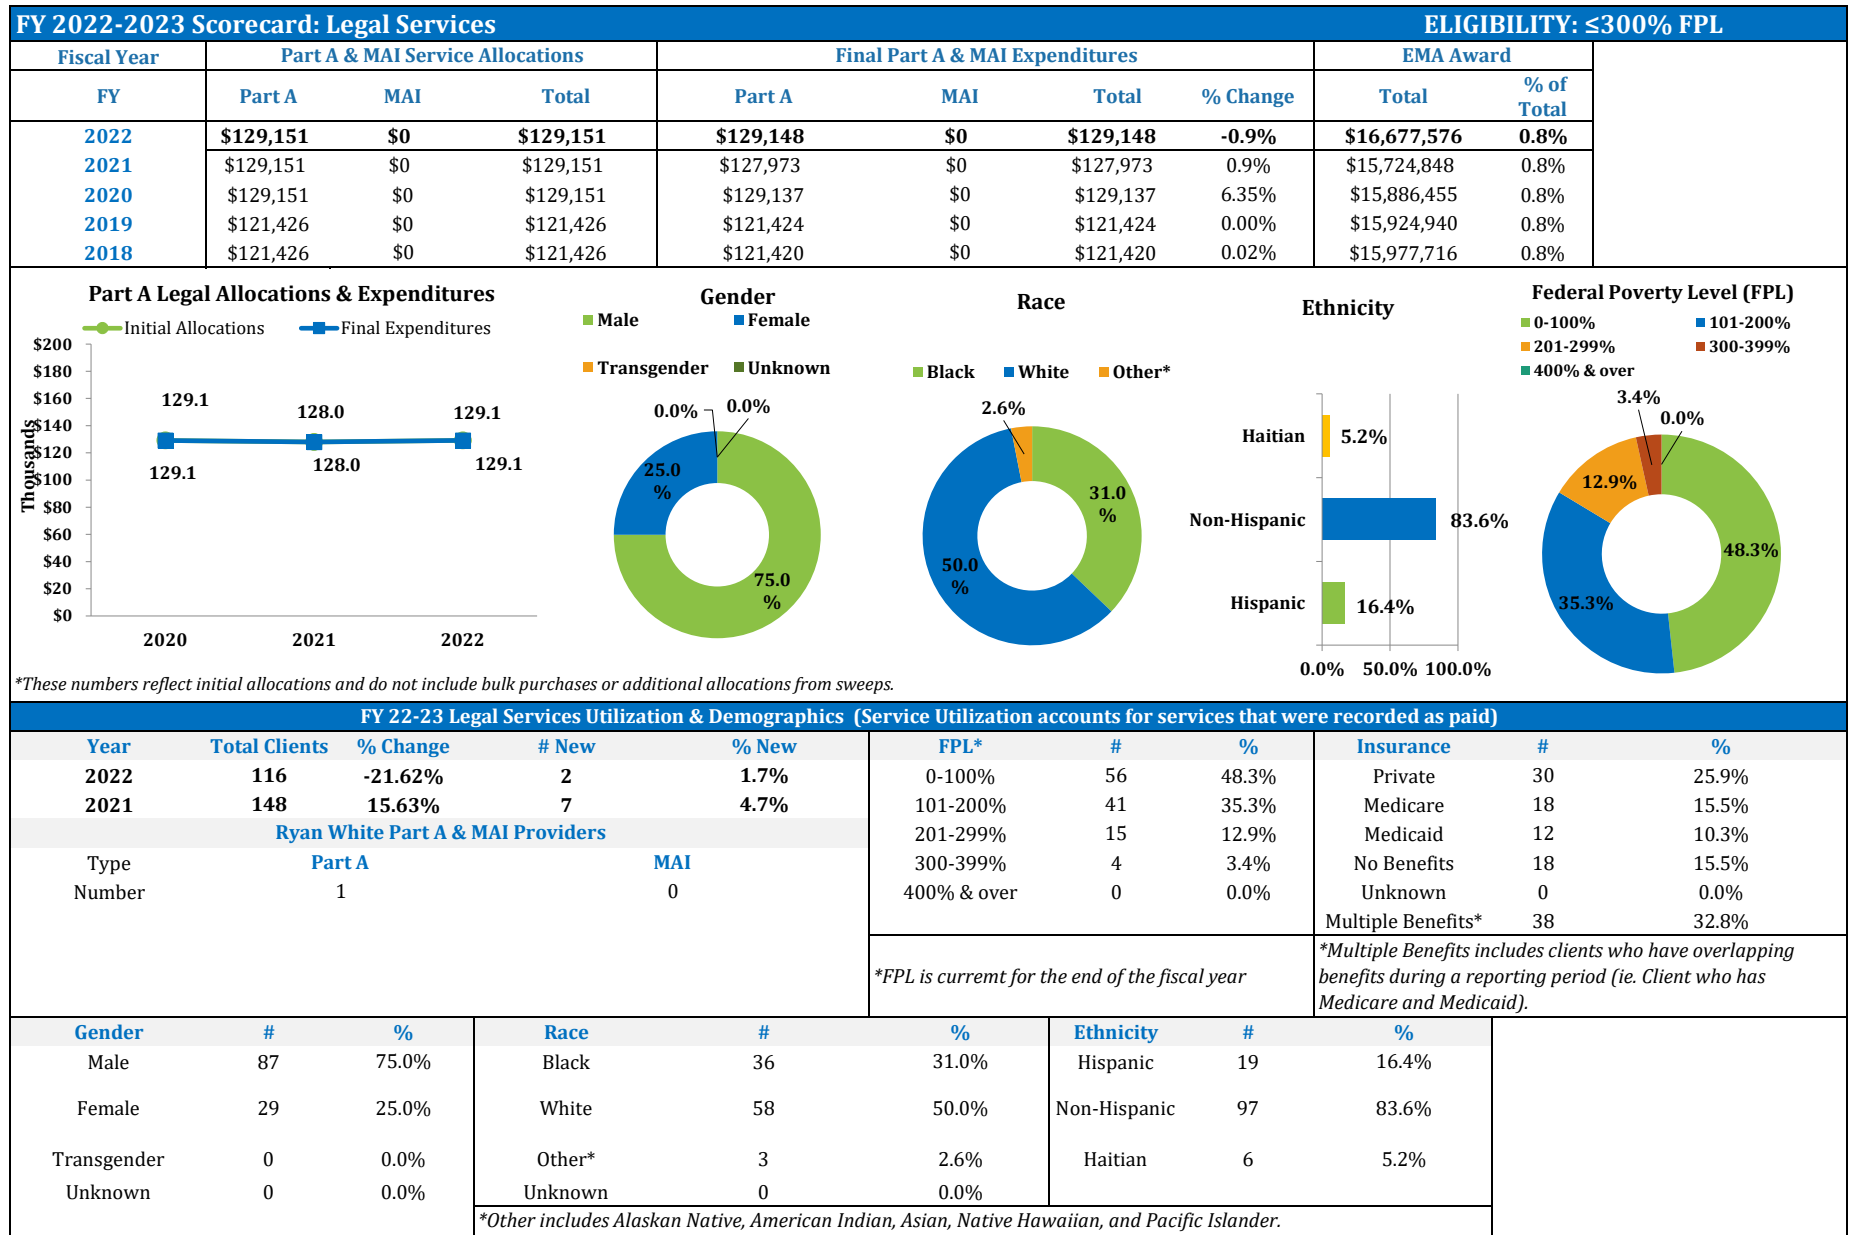 FY 2022-2023 Scorecard: Legal Services ELIGIBILITY: ≤300% FPL
Fiscal Year Part A & MAI Service Allocations Final Part A & MAI Expenditures EMA Award
FY Part A MAI Total Part A MAI Total % Change Total % of Total
2022 $129,151 $0 $129,151 $129,148 $0 $129,148 -0.9% $16,677,576 0.8%
2021 $129,151 $0 $129,151 $127,973 $0 $127,973 0.9% $15,724,848 0.8%
2020 $129,151 $0 $129,151 $129,137 $0 $129,137 6.35% $15,886,455 0.8%
2019 $121,426 $0 $121,426 $121,424 $0 $121,424 0.00% $15,924,940 0.8%
2018 $121,426 $0 $121,426 $121,420 $0 $121,420 0.02% $15,977,716 0.8%
Part A Legal Allocations & Expenditures
Initial Allocations Final Expenditures
Thousands
$200
$180
$160
$140
$120
$100
$80
$60
$40
$20
$0
129.1 128.0 129.1
129.1 128.0 129.1
2020 2021 2022
Gender
Male Female
Transgender Unknown
0.0% 0.0%
25.0
%
75.0
%
Race
Black White Other*
2.6%
31.0
%
50.0
%
Ethnicity
Haitian 5.2%
Non-Hispanic 83.6%
Hispanic 16.4%
0.0% 50.0% 100.0%
Federal Poverty Level (FPL)
0-100% 101-200%
201-299% 300-399%
400% & over
3.4% 0.0%
12.9%
48.3%
35.3%
*These numbers reflect initial allocations and do not include bulk purchases or additional allocations from sweeps.
FY 22-23 Legal Services Utilization & Demographics (Service Utilization accounts for services that were recorded as paid)
Year Total Clients % Change # New % New
2022 116 -21.62% 2 1.7%
2021 148 15.63% 7 4.7%
Ryan White Part A & MAI Providers
Type Part A MAI
Number 1 0
FPL* # %
0-100% 56 48.3%
101-200% 41 35.3%
201-299% 15 12.9%
300-399% 4 3.4%
400% & over 0 0.0%
*FPL is curremt for the end of the fiscal year
Insurance # %
Private 30 25.9%
Medicare 18 15.5%
Medicaid 12 10.3%
No Benefits 18 15.5%
Unknown 0 0.0%
Multiple Benefits* 38 32.8%
*Multiple Benefits includes clients who have overlapping
benefits during a reporting period (ie. Client who has
Medicare and Medicaid).
Gender # %
Male 87 75.0%
Female 29 25.0%
Transgender 0 0.0%
Unknown 0 0.0%
Race # %
Black 36 31.0%
White 58 50.0%
Other* 3 2.6%
Unknown 0 0.0%
Ethnicity # %
Hispanic 19 16.4%
Non-Hispanic 97 83.6%
Haitian 6 5.2%
*Other includes Alaskan Native, American Indian, Asian, Native Hawaiian, and Pacific Islander.